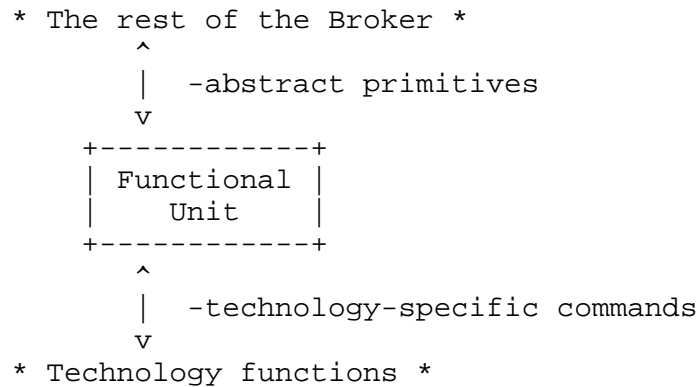 * The rest of the Broker *
^
| -abstract primitives
v
+------------+
| Functional |
| Unit |
+------------+
^
| -technology-specific commands
v
* Technology functions *